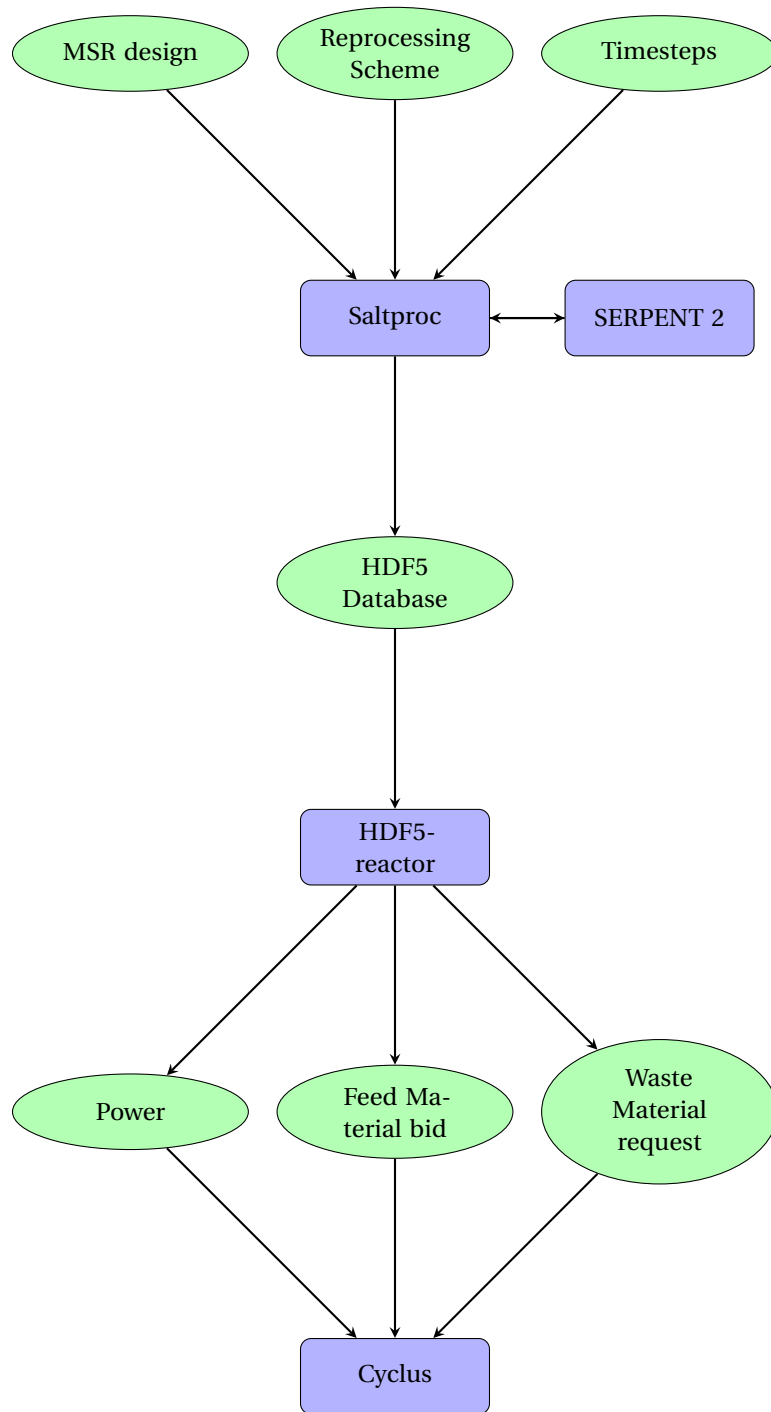 MSR design
Reprocessing
Scheme
Timesteps
Saltproc
SERPENT 2
HDF5
Database
HDF5-
reactor
Power
Feed Ma-
terial bid
Waste
Material
request
Cyclus